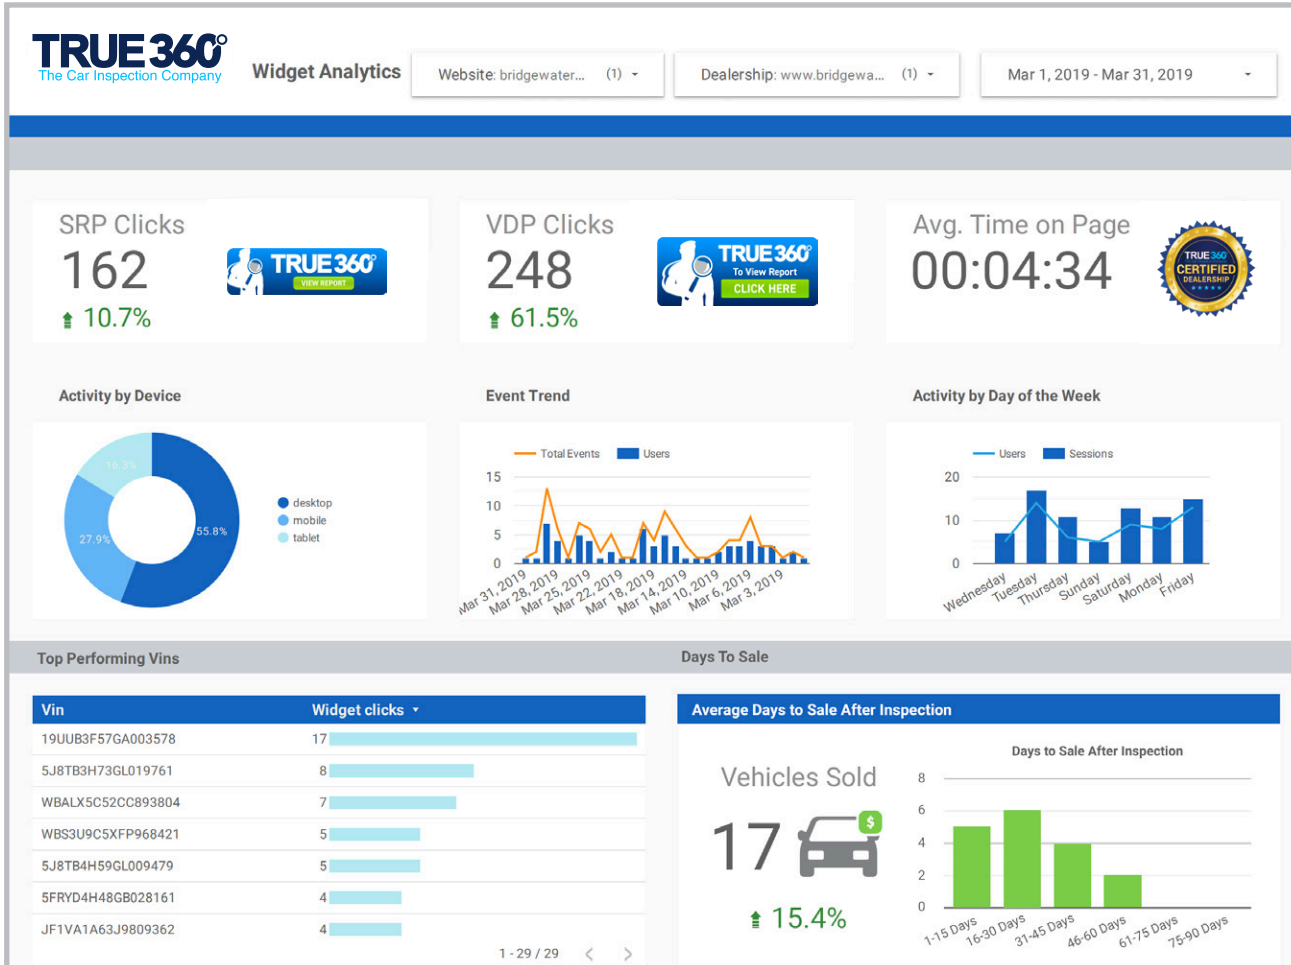 TRUE360°
The Car Inspection Company
Widget Analytics
Website: bridgewater... (1)
Dealership: www.bridgewa... (1)
Mar 1, 2019 - Mar 31, 2019
SRP Clicks
162
10.7%
TRUE360°
VIEW REPORT
VDP Clicks
248
61.5%
TRUE360°
To View Report
CLICK HERE
Avg. Time on Page
00:04:34
TRUE360°
CERTIFIED
DEALERSHIP
Activity by Device
16.3%
27.9%
55.8%
desktop
mobile
tablet
Event Trend
Total Events
Users
15
10
5
0
Mar 31, 2019
Mar 28, 2019
Mar 25, 2019
Mar 22, 2019
Mar 18, 2019
Mar 14, 2019
Mar 10, 2019
Mar 6, 2019
Mar 3, 2019
Activity by Day of the Week
Users
Sessions
20
10
0
Wednesday
Tuesday
Thursday
Sunday
Saturday
Monday
Friday
Top Performing Vins
Vin Widget clicks
19UUB3F57GA003578 17
5J8TB3H73GL019761 8
WBALX5C52CC893804 7
WBS3U9C5XFP968421 5
5J8TB4H59GL009479 5
5FRYD4H48GB028161 4
JF1VA1A63J9809362 4
1 - 29 / 29
Days To Sale
Average Days to Sale After Inspection
Vehicles Sold
17
$
15.4%
Days to Sale After Inspection
8
6
4
2
0
1-15 Days
16-30 Days
31-45 Days
46-60 Days
61-75 Days
75-90 Days